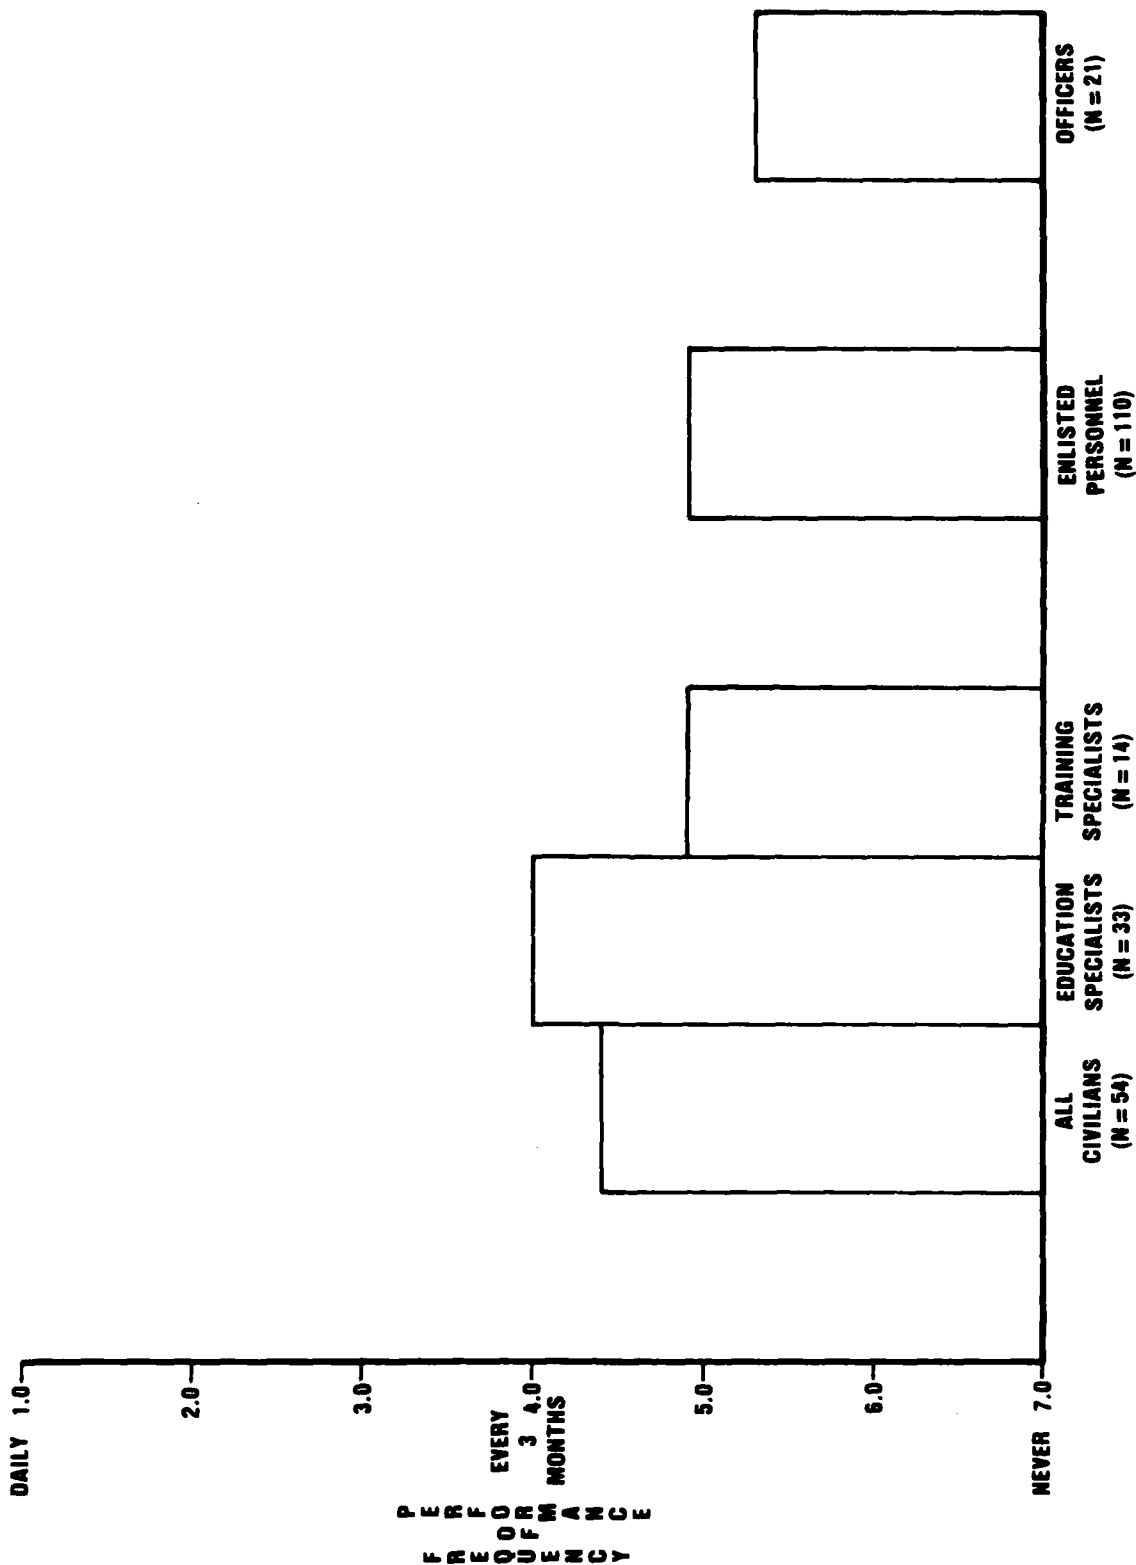 FREQUENCY
OF
PERFORMANCE
DAILY 1.0
2.0
3.0
EVERY
3 4.0
MONTHS
5.0
6.0
NEVER 7.0
ALL
CIVILIANS
(N = 54)
EDUCATION
SPECIALISTS
(N = 33)
TRAINING
SPECIALISTS
(N = 14)
ENLISTED
PERSONNEL
(N = 110)
OFFICERS
(N = 21)